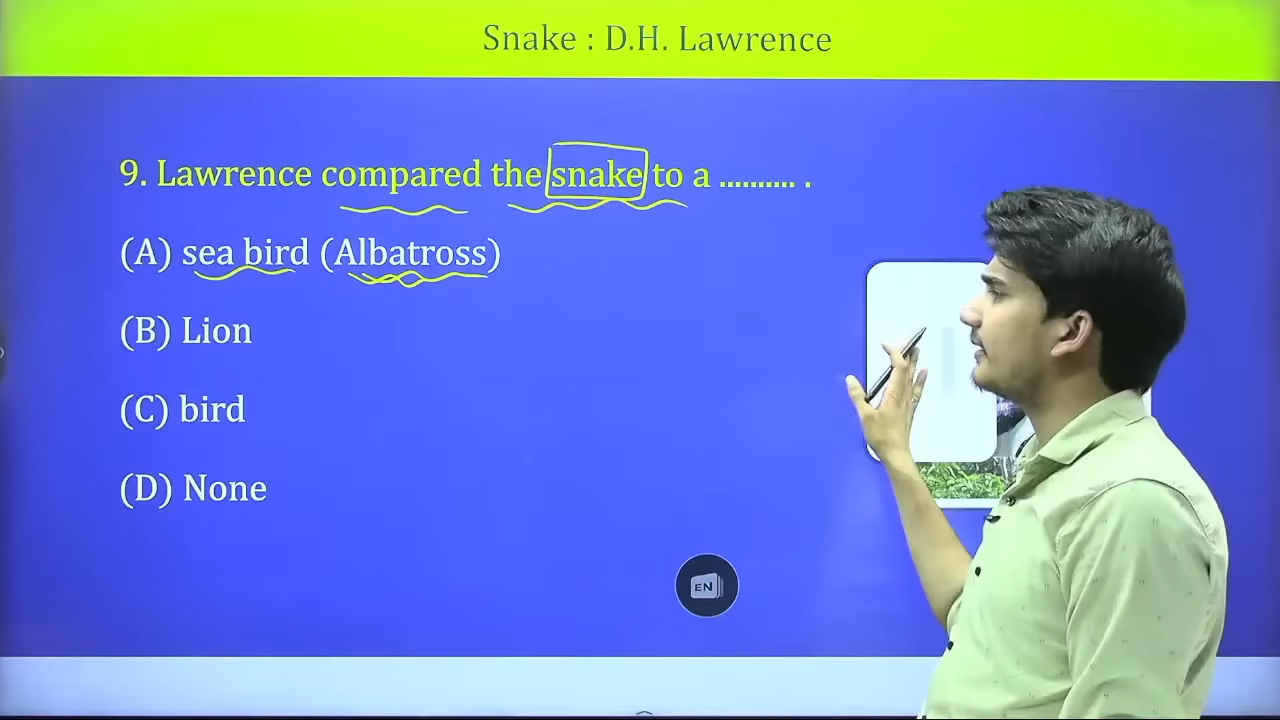 Snake : D.H. Lawrence
9. Lawrence compared the snake to a .......... .
(A) sea bird (Albatross)
(B) Lion
(C) bird
(D) None
EN